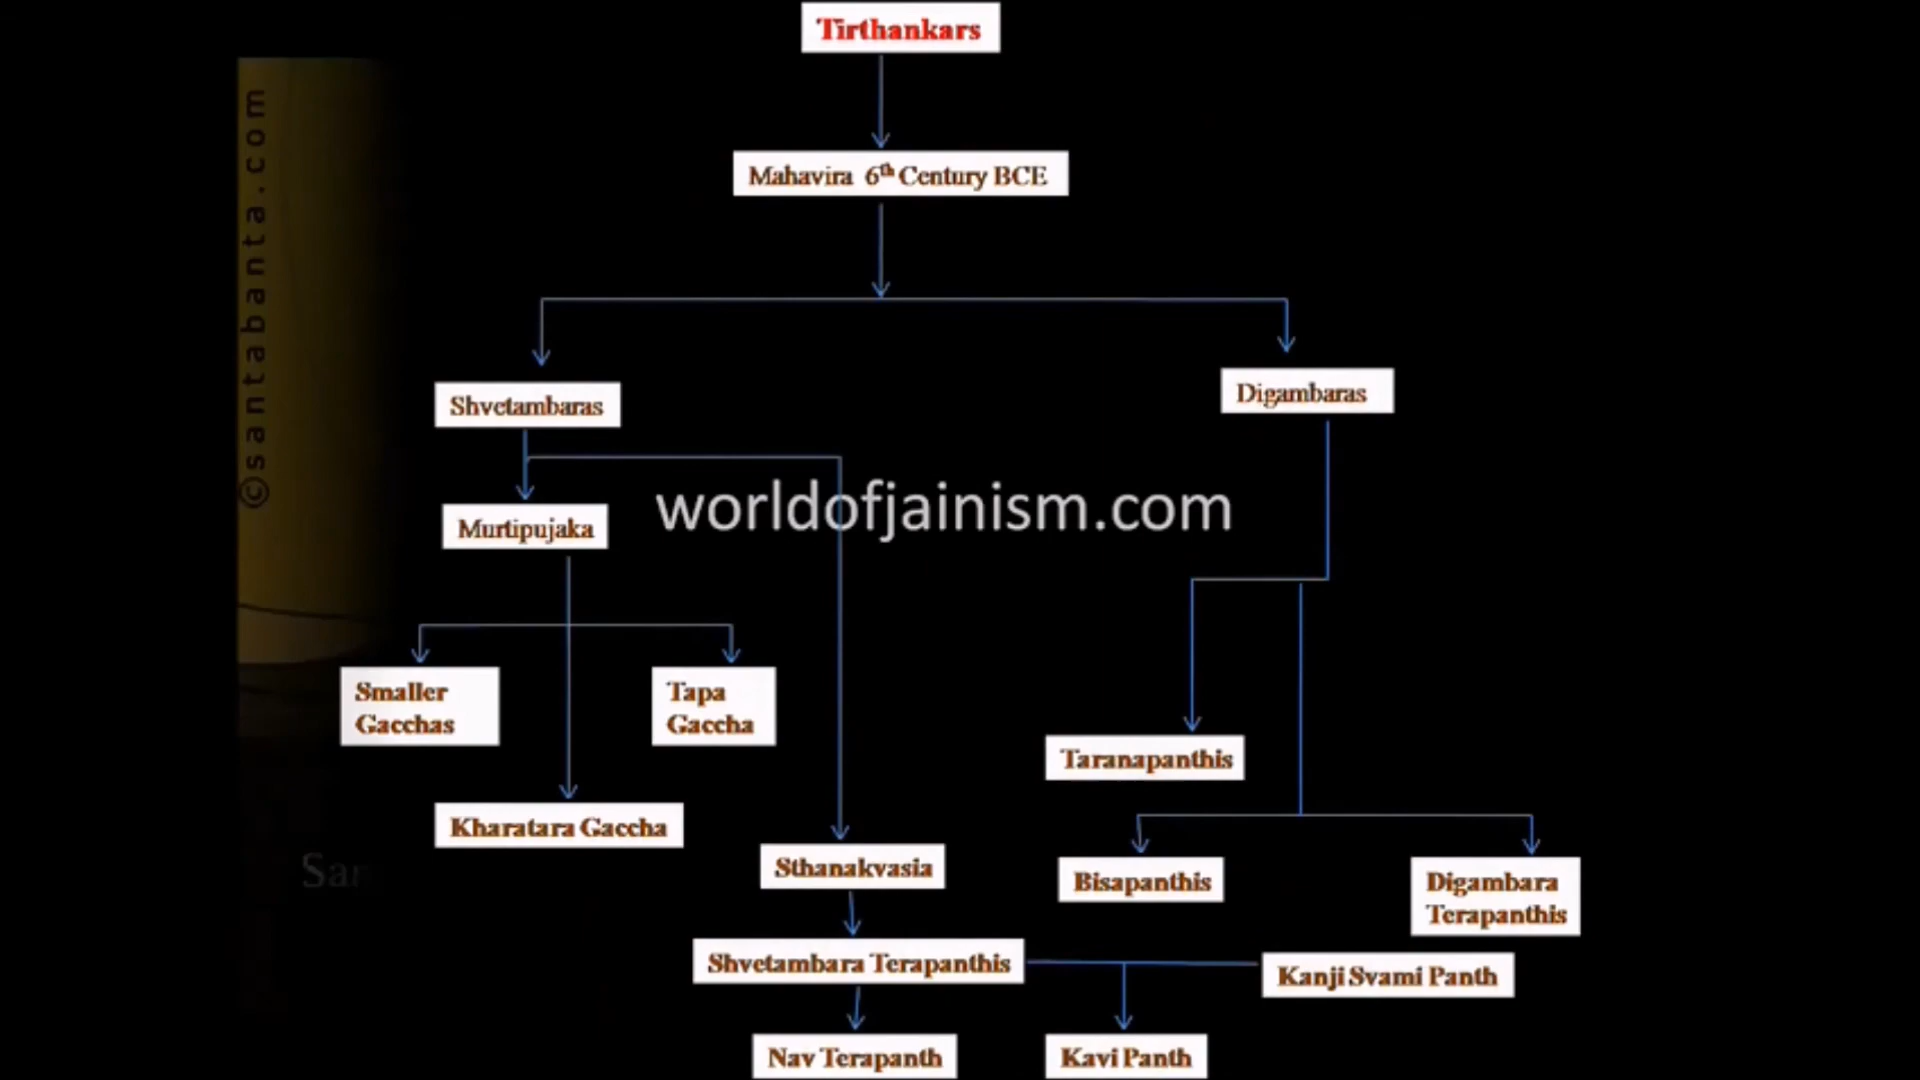 Tirthankars
©santabanta.com
Mahavira 6th Century BCE
Shvetambaras
Digambaras
worldofjainism.com
Murtipujaka
Smaller
Gacchas
Tapa
Gaccha
Taranapanthis
Kharatara Gaccha
Sthanakvasia
Bisapanthis
Digambara
Terapanthis
Shvetambara Terapanthis
Kanji Svami Panth
Nav Terapanth
Kavi Panth